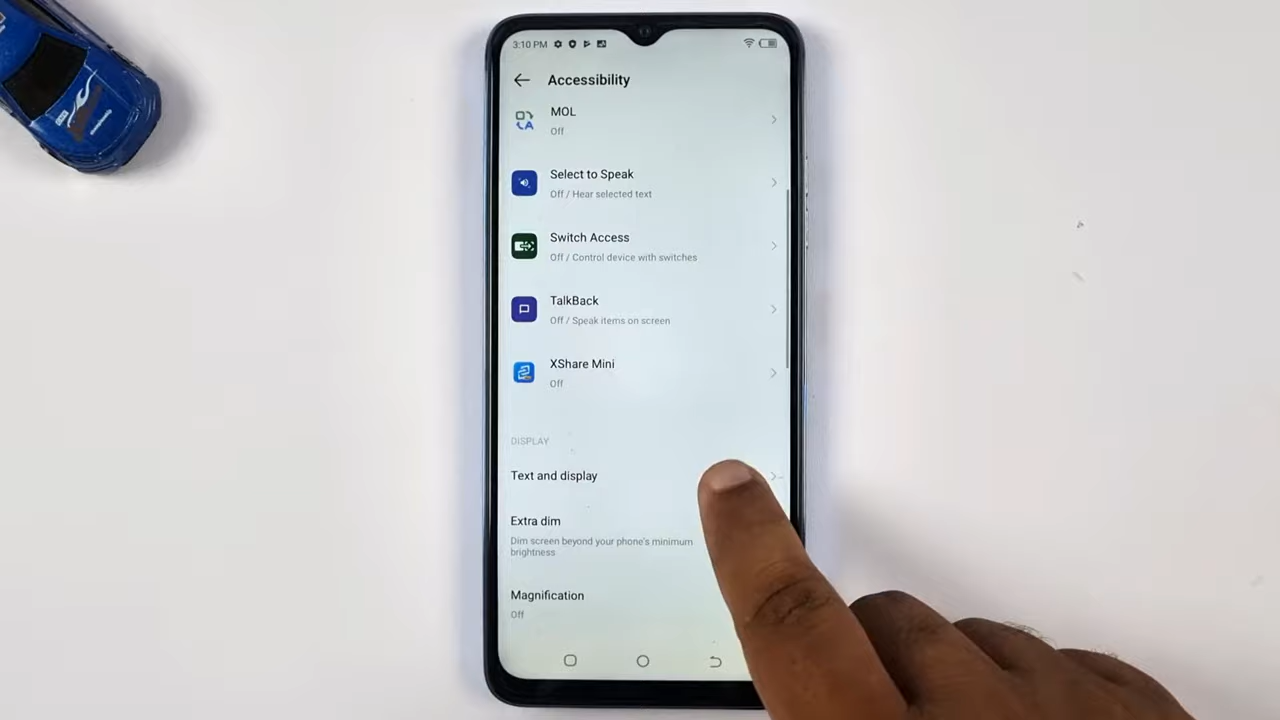 3:10 PM
Accessibility
MOL
Off
Select to Speak
Off / Hear selected text
Switch Access
Off / Control device with switches
TalkBack
Off / Speak items on screen
XShare Mini
Off
DISPLAY
Text and display
Extra dim
Dim screen beyond your phone's minimum
brightness
Magnification
Off